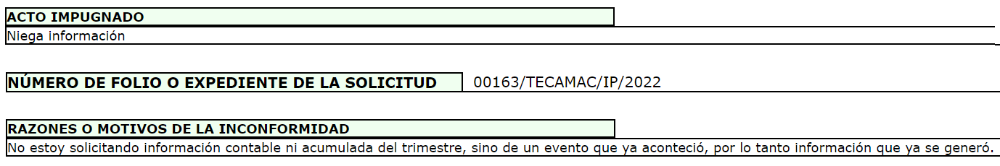 ACTO IMPUGNADO
Niega información
NÚMERO DE FOLIO O EXPEDIENTE DE LA SOLICITUD 00163/TECAMAC/IP/2022
RAZONES O MOTIVOS DE LA INCONFORMIDAD
No estoy solicitando información contable ni acumulada del trimestre, sino de un evento que ya aconteció, por lo tanto información que ya se generó.